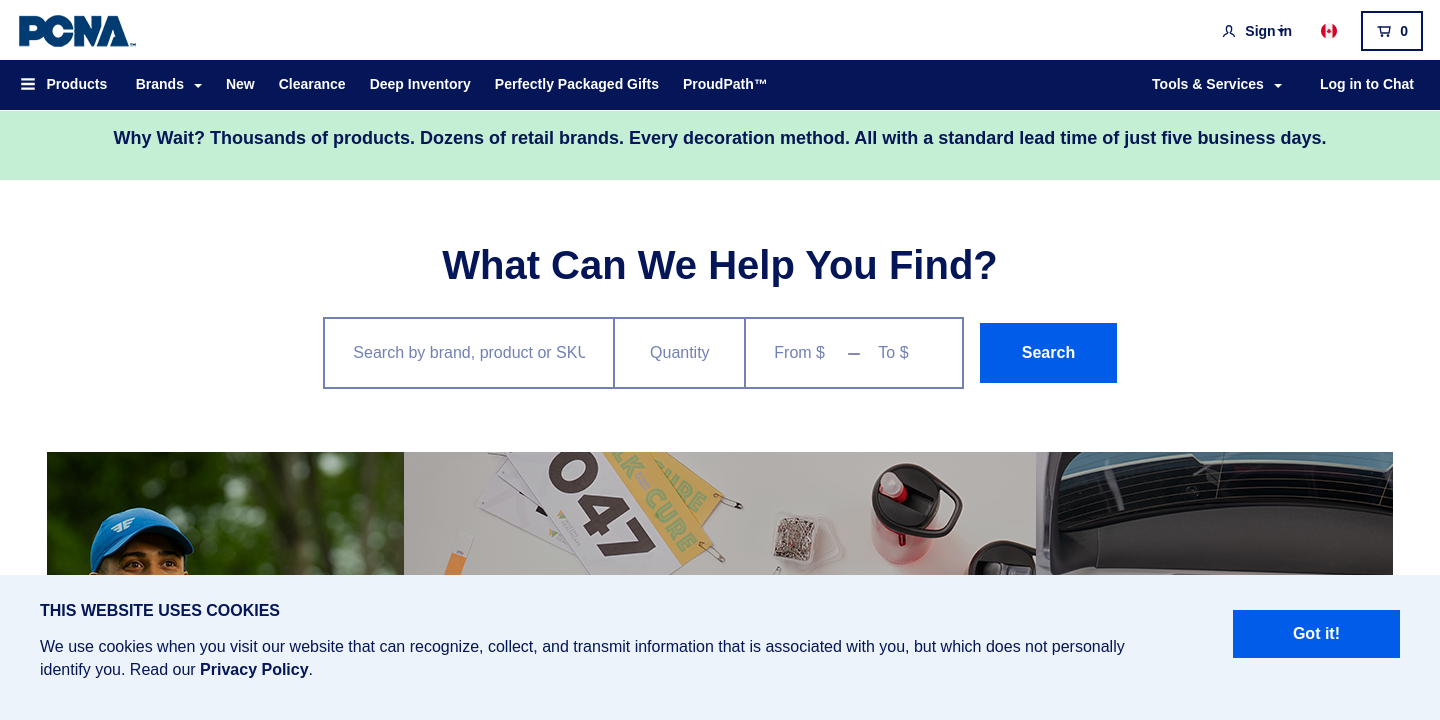 PCNA™
Sign in
0
Products Brands New Clearance Deep Inventory Perfectly Packaged Gifts ProudPath™ Tools & Services Log in to Chat
Why Wait? Thousands of products. Dozens of retail brands. Every decoration method. All with a standard lead time of just five business days.
What Can We Help You Find?
Search by brand, product or SKU Quantity From $ – To $ Search
047
CURE
CURE
THIS WEBSITE USES COOKIES
We use cookies when you visit our website that can recognize, collect, and transmit information that is associated with you, but which does not personally
identify you. Read our Privacy Policy.
Got it!